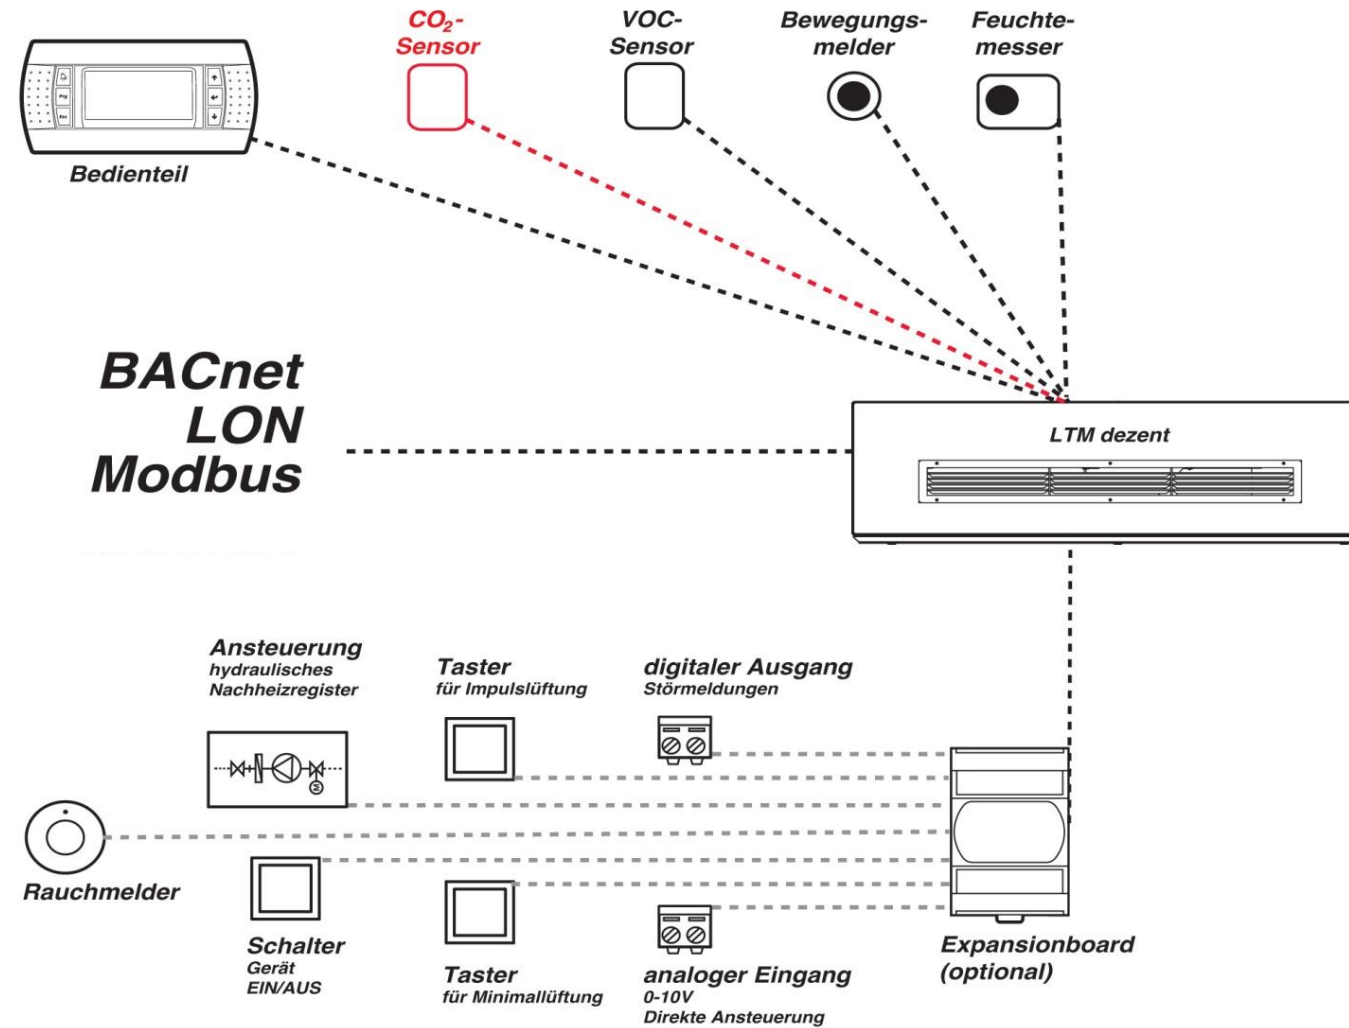 CO₂-
Sensor
VOC-
Sensor
Bewegungs-
melder
Feuchte-
messer
Prg
Esc
Bedienteil
BACnet
LON
Modbus
LTM dezent
Ansteuerung
hydraulisches
Nachheizregister
Taster
für Impulslüftung
digitaler Ausgang
Störmeldungen
M
Rauchmelder
Schalter
Gerät
EIN/AUS
Taster
für Minimallüftung
analoger Eingang
0-10V
Direkte Ansteuerung
Expansionboard
(optional)